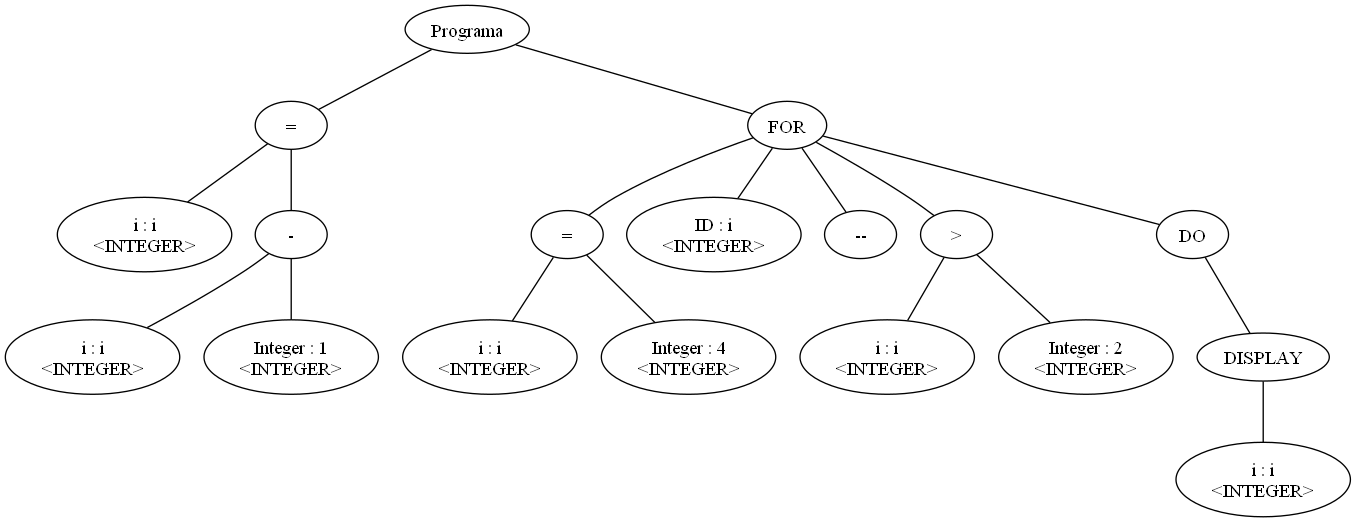 Programa
=
FOR
i : i
<INTEGER>
-
=
ID : i
<INTEGER>
--
>
DO
i : i
<INTEGER>
Integer : 1
<INTEGER>
i : i
<INTEGER>
Integer : 4
<INTEGER>
i : i
<INTEGER>
Integer : 2
<INTEGER>
DISPLAY
i : i
<INTEGER>